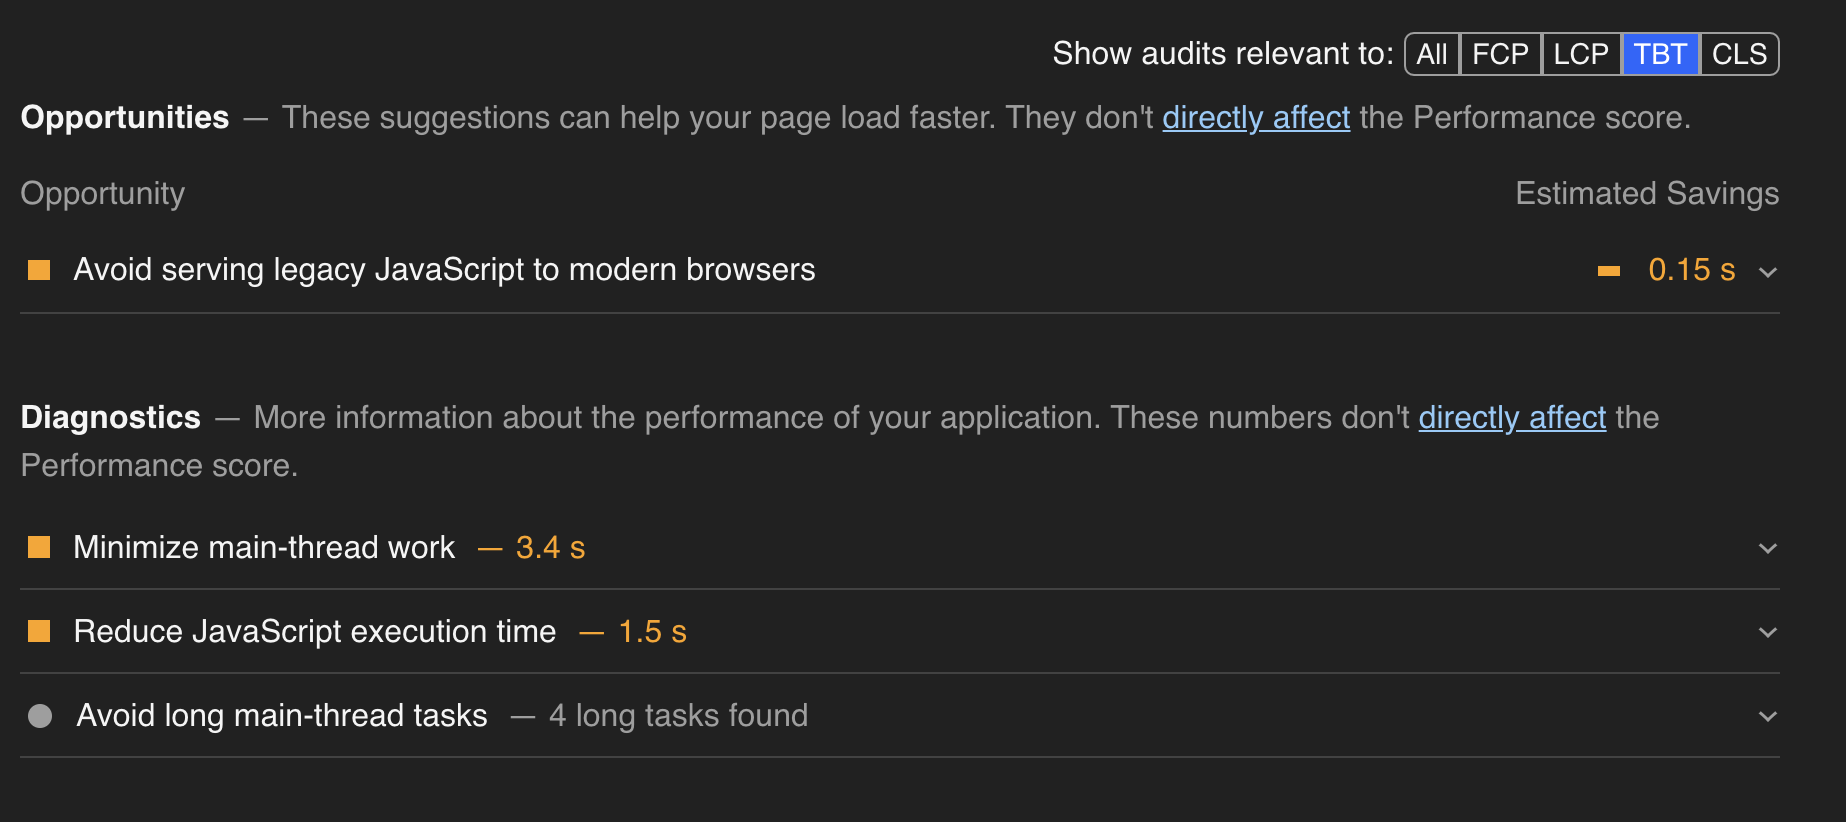 Show audits relevant to: All FCP LCP TBT CLS
Opportunities — These suggestions can help your page load faster. They don't directly affect the Performance score.
Opportunity Estimated Savings
Avoid serving legacy JavaScript to modern browsers 0.15 s
Diagnostics — More information about the performance of your application. These numbers don't directly affect the
Performance score.
Minimize main-thread work — 3.4 s
Reduce JavaScript execution time — 1.5 s
Avoid long main-thread tasks — 4 long tasks found